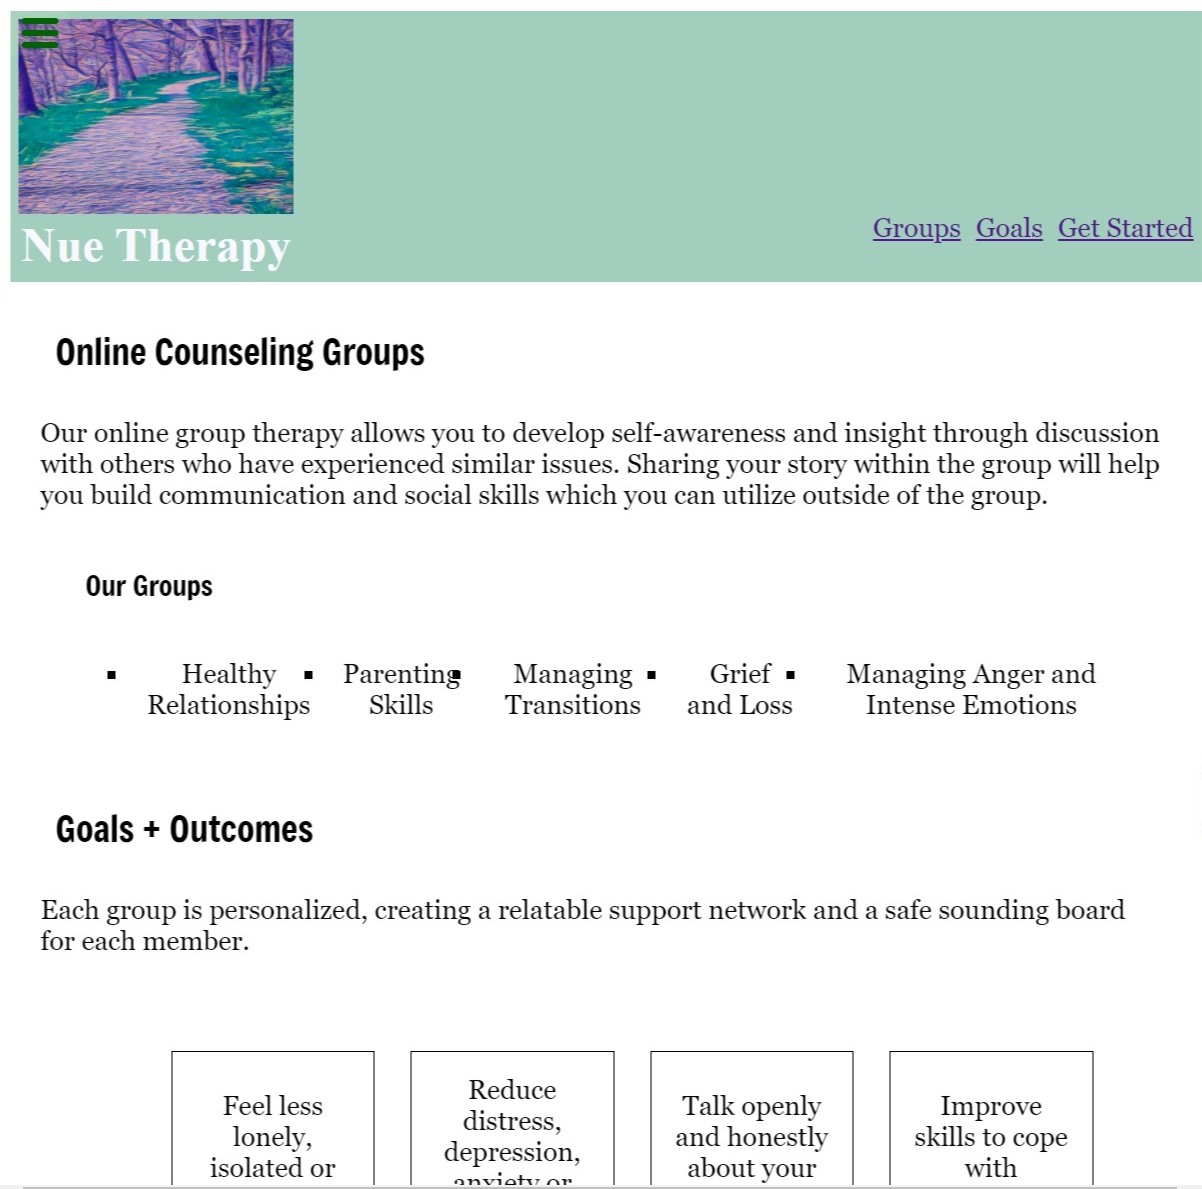 Nue Therapy
Groups Goals Get Started
Online Counseling Groups
Our online group therapy allows you to develop self-awareness and insight through discussion
with others who have experienced similar issues. Sharing your story within the group will help
you build communication and social skills which you can utilize outside of the group.
Our Groups
Healthy
Relationships
Parenting
Skills
Managing
Transitions
Grief
and Loss
Managing Anger and
Intense Emotions
Goals + Outcomes
Each group is personalized, creating a relatable support network and a safe sounding board
for each member.
Feel less
lonely,
isolated or
Reduce
distress,
depression,
anxiety or
Talk openly
and honestly
about your
Improve
skills to cope
with